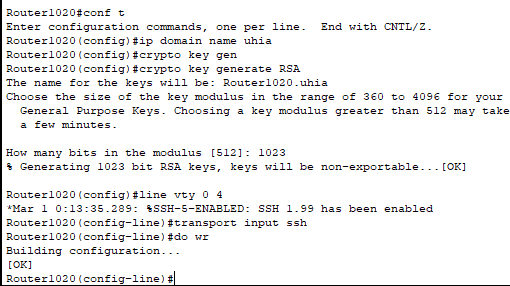 Router1020#conf t
Enter configuration commands, one per line.  End with CNTL/Z.
Router1020(config)#ip domain name uhia
Router1020(config)#crypto key gen
Router1020(config)#crypto key generate RSA
The name for the keys will be: Router1020.uhia
Choose the size of the key modulus in the range of 360 to 4096 for your
  General Purpose Keys. Choosing a key modulus greater than 512 may take
  a few minutes.

How many bits in the modulus [512]: 1023
% Generating 1023 bit RSA keys, keys will be non-exportable...[OK]

Router1020(config)#line vty 0 4
*Mar 1 0:13:35.289: %SSH-5-ENABLED: SSH 1.99 has been enabled
Router1020(config-line)#transport input ssh
Router1020(config-line)#do wr
Building configuration...
[OK]
Router1020(config-line)#